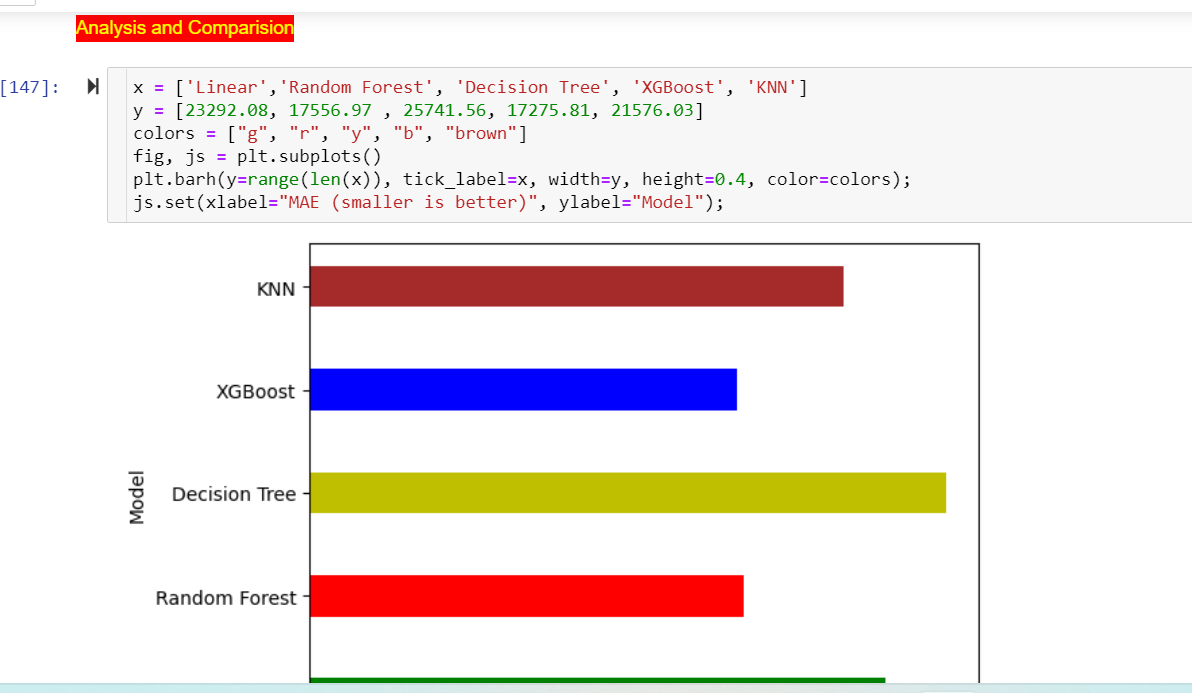 Analysis and Comparision
[147]:
x = ['Linear','Random Forest', 'Decision Tree', 'XGBoost', 'KNN']
y = [23292.08, 17556.97 , 25741.56, 17275.81, 21576.03]
colors = ["g", "r", "y", "b", "brown"]
fig, js = plt.subplots()
plt.barh(y=range(len(x)), tick_label=x, width=y, height=0.4, color=colors);
js.set(xlabel="MAE (smaller is better)", ylabel="Model");
KNN
XGBoost
Decision Tree
Model
Random Forest